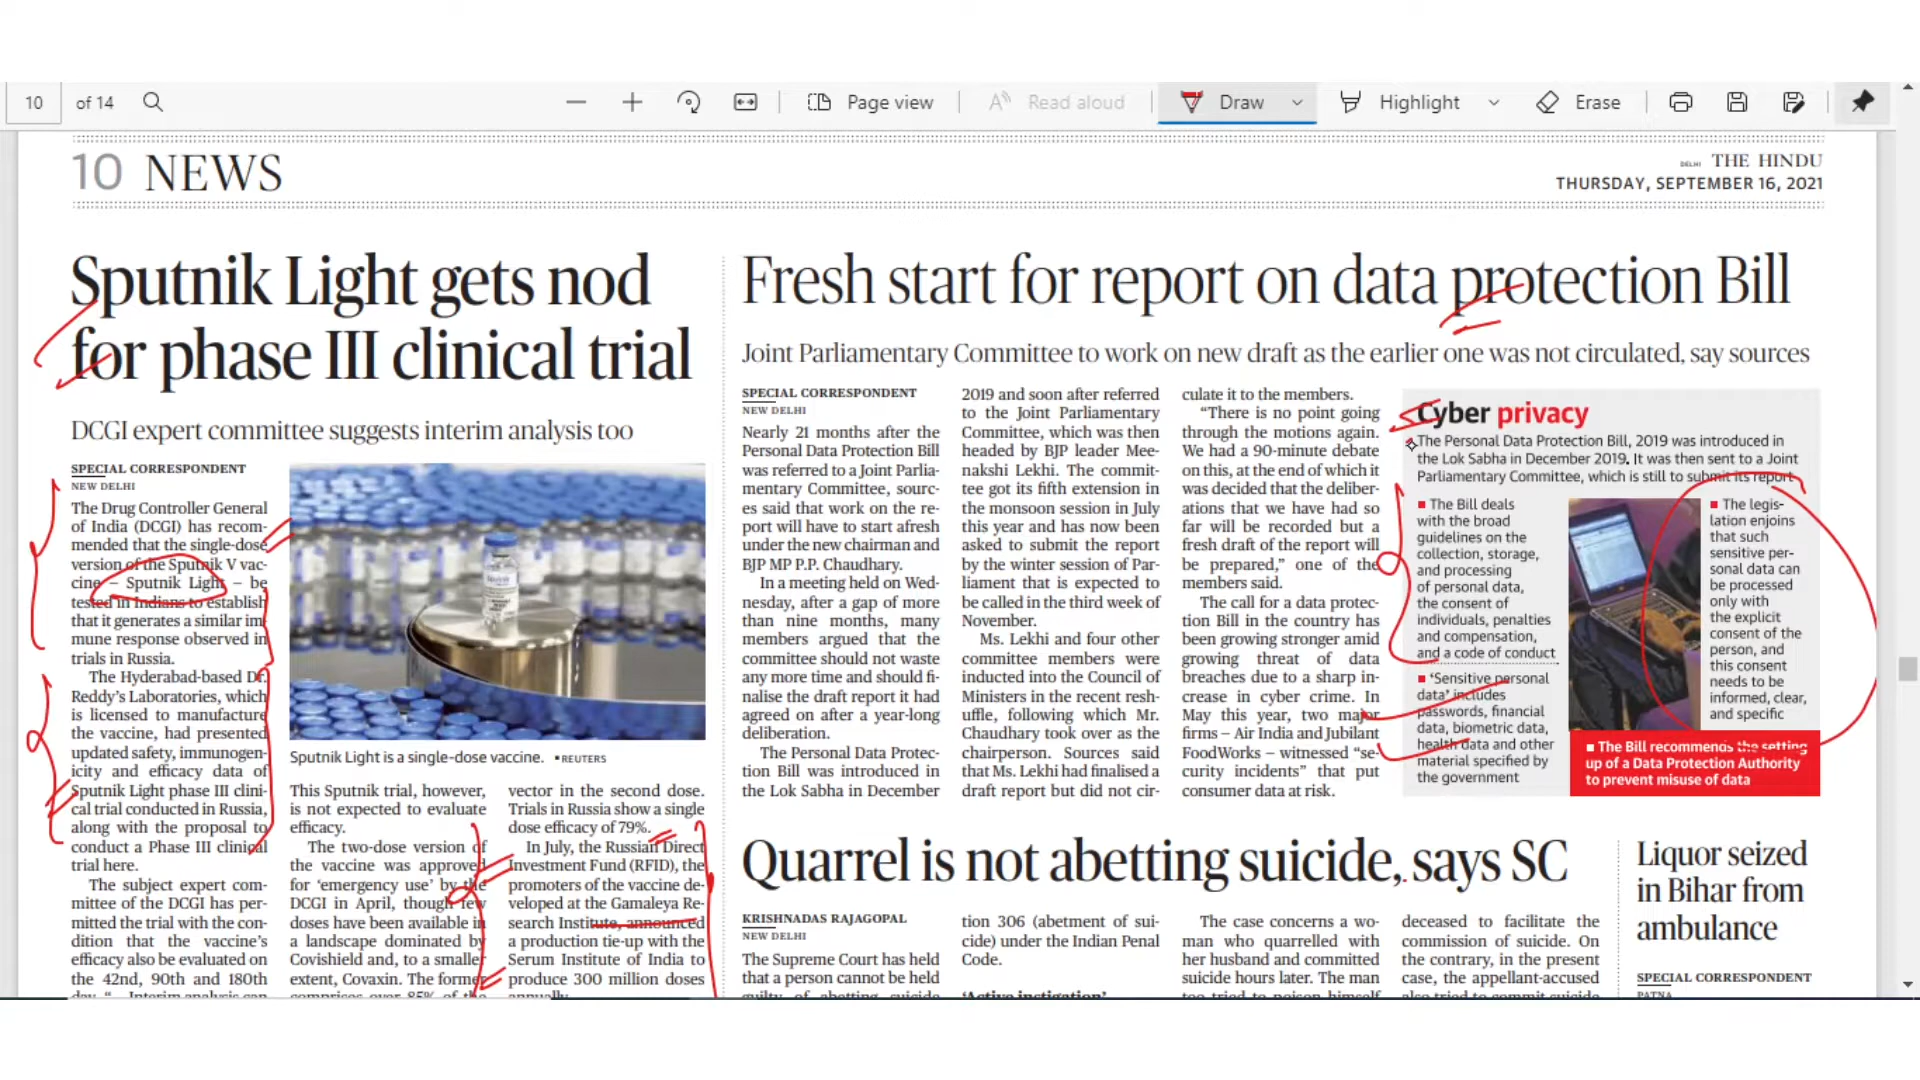 10 of 14
Page view
Read aloud
Draw
Highlight
Erase
10 NEWS
DELHI THE HINDU
THURSDAY, SEPTEMBER 16, 2021
Sputnik Light gets nod
for phase III clinical trial
DCGI expert committee suggests interim analysis too
SPECIAL CORRESPONDENT
NEW DELHI
The Drug Controller General
of India (DCGI) has recom-
mended that the single-dose
version of the Sputnik V vac-
cine – Sputnik Light – be
tested in Indians to establish
that it generates a similar im-
mune response observed in
trials in Russia.
The Hyderabad-based Dr.
Reddy's Laboratories, which
is licensed to manufacture
the vaccine, had presented
updated safety, immunogen-
icity and efficacy data of
Sputnik Light phase III clini-
cal trial conducted in Russia,
along with the proposal to
conduct a Phase III clinical
trial here.
The subject expert com-
mittee of the DCGI has per-
mitted the trial with the con-
dition that the vaccine's
efficacy also be evaluated on
the 42nd, 90th and 180th
day. “... Interim analysis can
Sputnik Light is a single-dose vaccine. ▪ REUTERS
This Sputnik trial, however,
is not expected to evaluate
efficacy.
The two-dose version of
the vaccine was approved
for ‘emergency use’ by the
DCGI in April, though few
doses have been available in
a landscape dominated by
Covishield and, to a smaller
extent, Covaxin. The former
comprises over 85% of the
vector in the second dose.
Trials in Russia show a single
dose efficacy of 79%.
In July, the Russian Direct
Investment Fund (RFID), the
promoters of the vaccine de-
veloped at the Gamaleya Re-
search Institute, announced
a production tie-up with the
Serum Institute of India to
produce 300 million doses
annually.
Fresh start for report on data protection Bill
Joint Parliamentary Committee to work on new draft as the earlier one was not circulated, say sources
SPECIAL CORRESPONDENT
NEW DELHI
Nearly 21 months after the
Personal Data Protection Bill
was referred to a Joint Parlia-
mentary Committee, sourc-
es said that work on the re-
port will have to start afresh
under the new chairman and
BJP MP P.P. Chaudhary.
In a meeting held on Wed-
nesday, after a gap of more
than nine months, many
members argued that the
committee should not waste
any more time and should fi-
nalise the draft report it had
agreed on after a year-long
deliberation.
The Personal Data Protec-
tion Bill was introduced in
the Lok Sabha in December
2019 and soon after referred
to the Joint Parliamentary
Committee, which was then
headed by BJP leader Mee-
nakshi Lekhi. The commit-
tee got its fifth extension in
the monsoon session in July
this year and has now been
asked to submit the report
by the winter session of Par-
liament that is expected to
be called in the third week of
November.
Ms. Lekhi and four other
committee members were
inducted into the Council of
Ministers in the recent resh-
uffle, following which Mr.
Chaudhary took over as the
chairperson. Sources said
that Ms. Lekhi had finalised a
draft report but did not cir-
culate it to the members.
“There is no point going
through the motions again.
We had a 90-minute debate
on this, at the end of which it
was decided that the deliber-
ations that we have had so
far will be recorded but a
fresh draft of the report will
be prepared,” one of the
members said.
The call for a data protec-
tion Bill in the country has
been growing stronger amid
growing threat of data
breaches due to a sharp in-
crease in cyber crime. In
May this year, two major
firms – Air India and Jubilant
FoodWorks – witnessed “se-
curity incidents” that put
consumer data at risk.
Cyber privacy
The Personal Data Protection Bill, 2019 was introduced in
the Lok Sabha in December 2019. It was then sent to a Joint
Parliamentary Committee, which is still to submit its report
▪ The Bill deals
with the broad
guidelines on the
collection, storage,
and processing
of personal data,
the consent of
individuals, penalties
and compensation,
and a code of conduct
▪ ‘Sensitive personal
data’ includes
passwords, financial
data, biometric data,
health data and other
material specified by
the government
▪ The legis-
lation enjoins
that such
sensitive per-
sonal data can
be processed
only with
the explicit
consent of the
person, and
this consent
needs to be
informed, clear,
and specific
▪ The Bill recommends the setting
up of a Data Protection Authority
to prevent misuse of data
Quarrel is not abetting suicide, says SC
KRISHNADAS RAJAGOPAL
NEW DELHI
The Supreme Court has held
that a person cannot be held
guilty of abetting suicide
tion 306 (abetment of sui-
cide) under the Indian Penal
Code.
‘Active instigation’
The case concerns a wo-
man who quarrelled with
her husband and committed
suicide hours later. The man
too tried to poison himself
deceased to facilitate the
commission of suicide. On
the contrary, in the present
case, the appellant-accused
also tried to commit suicide
Liquor seized
in Bihar from
ambulance
SPECIAL CORRESPONDENT
PATNA